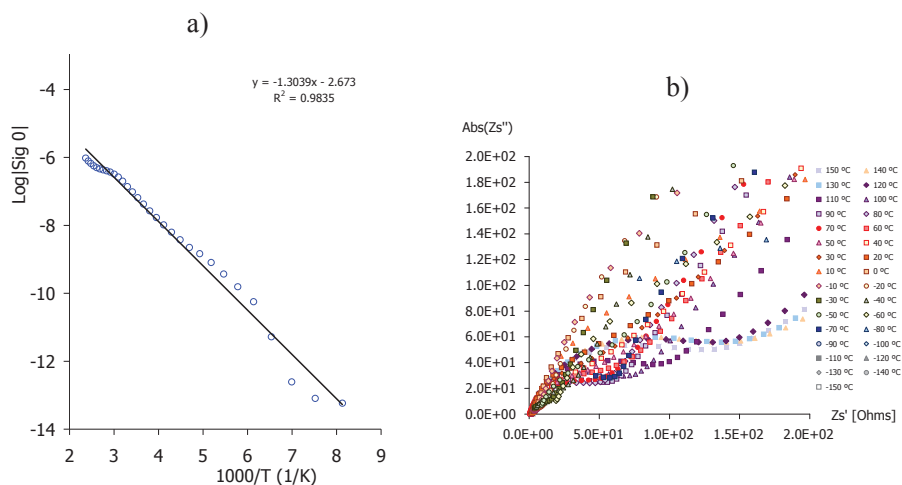 a)
y = -1.3039x - 2.673
R² = 0.9835
Log|Sig 0|
-4
-6
-8
-10
-12
-14
2 3 4 5 6 7 8 9
1000/T (1/K)
b)
Abs(Zs'')
2.0E+02
1.8E+02
1.6E+02
1.4E+02
1.2E+02
1.0E+02
8.0E+01
6.0E+01
4.0E+01
2.0E+01
0.0E+00
0.0E+00 5.0E+01 1.0E+02 1.5E+02 2.0E+02
Zs' [Ohms]
150 ºC 140 ºC
130 ºC 120 ºC
110 ºC 100 ºC
90 ºC 80 ºC
70 ºC 60 ºC
50 ºC 40 ºC
30 ºC 20 ºC
10 ºC 0 ºC
-10 ºC -20 ºC
-30 ºC -40 ºC
-50 ºC -60 ºC
-70 ºC -80 ºC
-90 ºC -100 ºC
-110 ºC -120 ºC
-130 ºC -140 ºC
-150 ºC